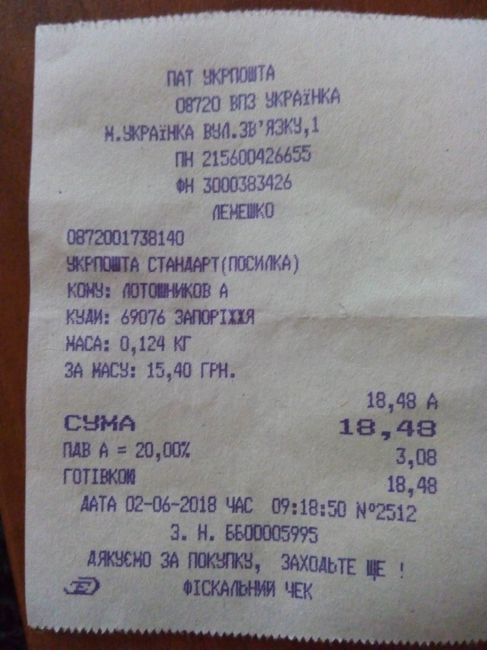 ПАТ УКРПОШТА
08720 ВПЗ УКРАЇНКА
М.УКРАЇНКА ВУЛ.ЗВ'ЯЗКУ,1
ПН 215600426655
ФН 3000383426
ЛЕМЕШКО
0872001738140
УКРПОШТА СТАНДАРТ(ПОСИЛКА)
КОМУ: ЛОТОШНИКОВ А
КУДИ: 69076 ЗАПОРІЖЖЯ
МАСА: 0,124 КГ
ЗА МАСУ: 15,40 ГРН.
18,48 А
СУМА 18,48
ПДВ А = 20,00% 3,08
ГОТІВКОЮ 18,48
ДАТА 02-06-2018 ЧАС 09:18:50 №2512
З. Н. ББ00005995
ДЯКУЄМО ЗА ПОКУПКУ, ЗАХОДЬТЕ ЩЕ !
ФІСКАЛЬНИЙ ЧЕК